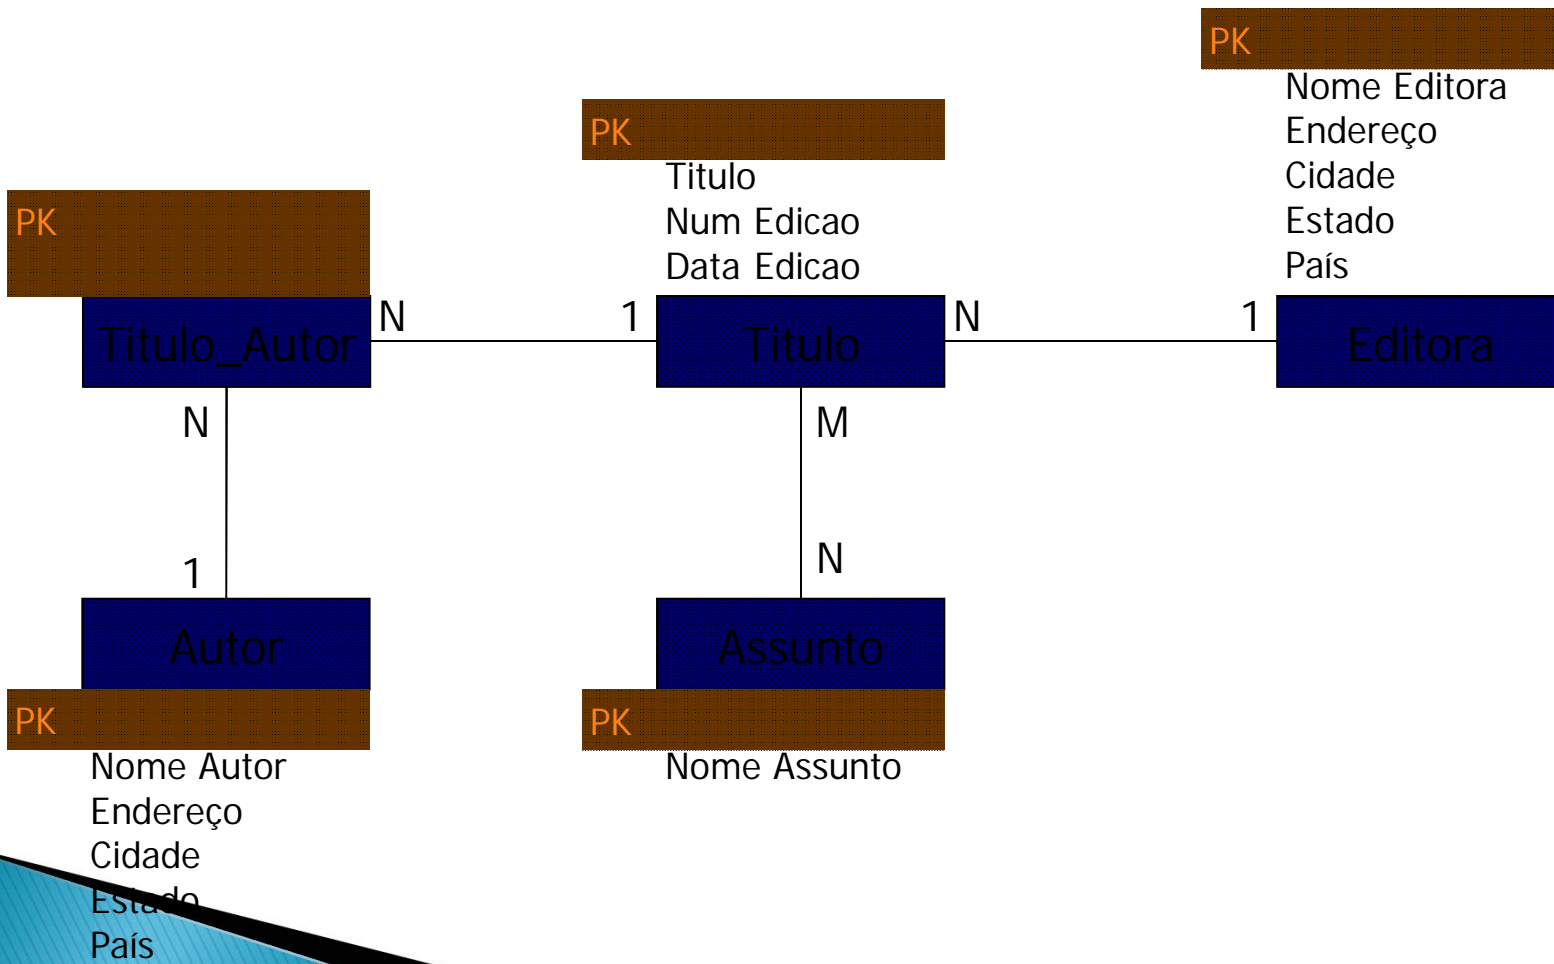 PK
Nome Editora
Endereço
Cidade
Estado
País
PK
Titulo
Num Edicao
Data Edicao
PK
Titulo_Autor
N
1
Titulo
N
1
Editora
N
M
1
N
Autor
Assunto
PK
Nome Autor
Endereço
Cidade
Estado
País
PK
Nome Assunto